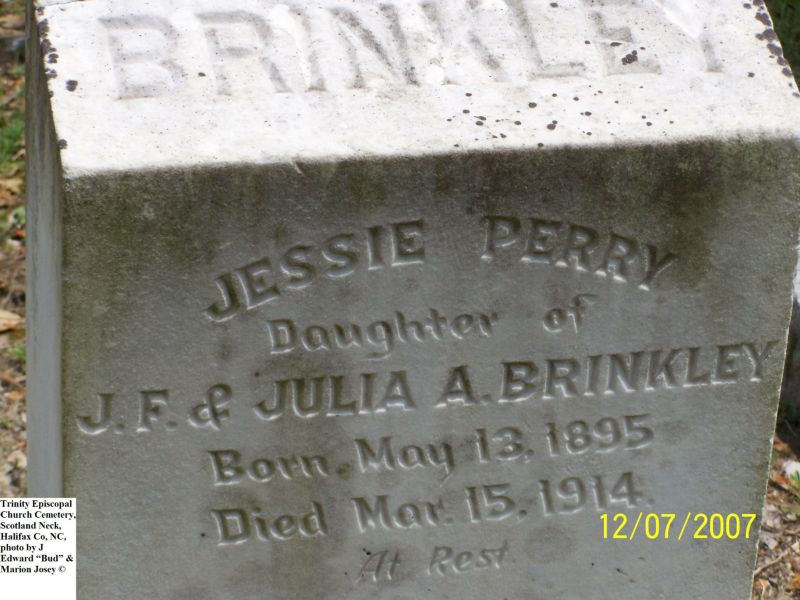 BRINKLEY
JESSIE PERRY
Daughter of
J. F. & JULIA A. BRINKLEY
Born. May 13, 1895
Died Mar. 15, 1914.
At Rest
12/07/2007
Trinity Episcopal
Church Cemetery,
Scotland Neck,
Halifax Co, NC,
photo by J
Edward “Bud” &
Marion Josey ©